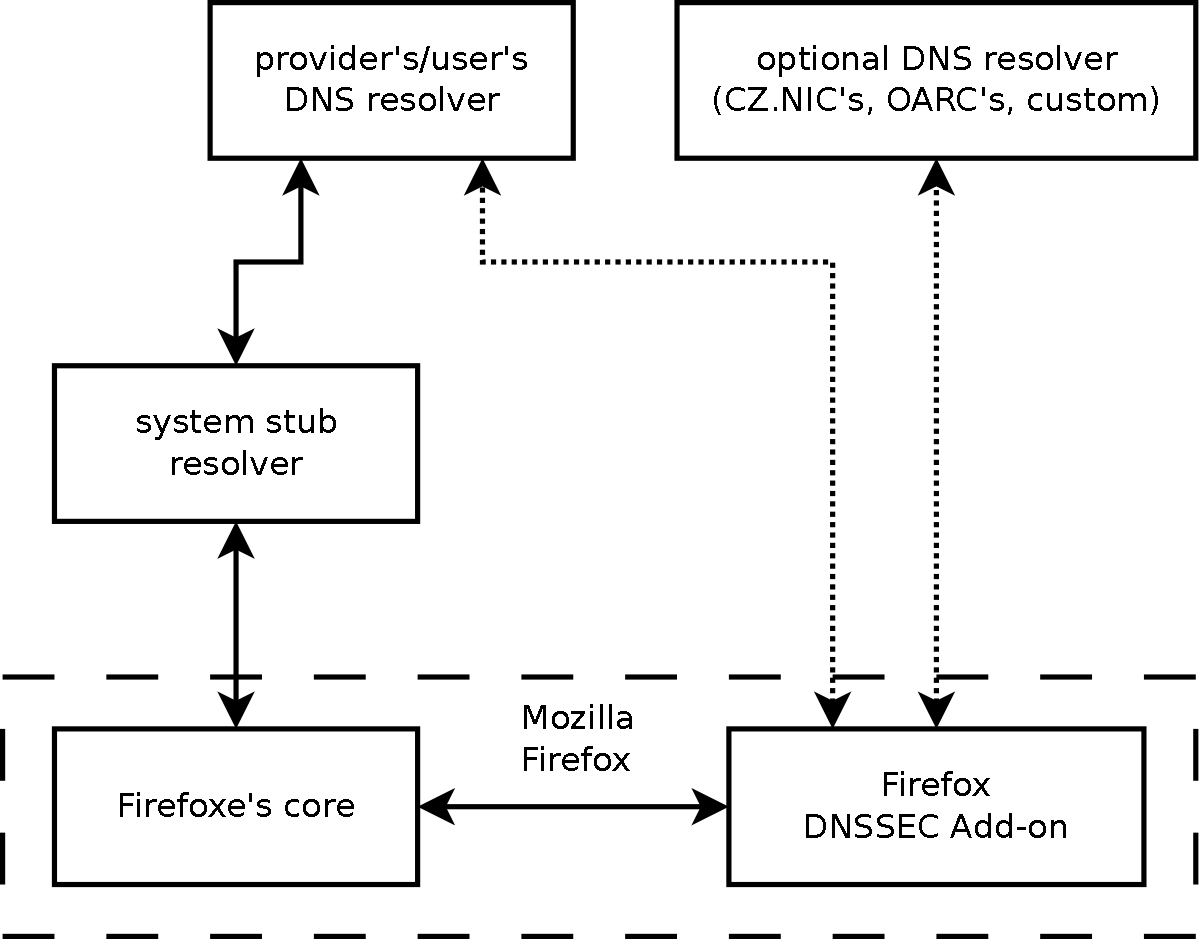 provider's/user's
DNS resolver
optional DNS resolver
(CZ.NIC's, OARC's, custom)
system stub
resolver
Mozilla
Firefox
Firefoxe's core
Firefox
DNSSEC Add-on